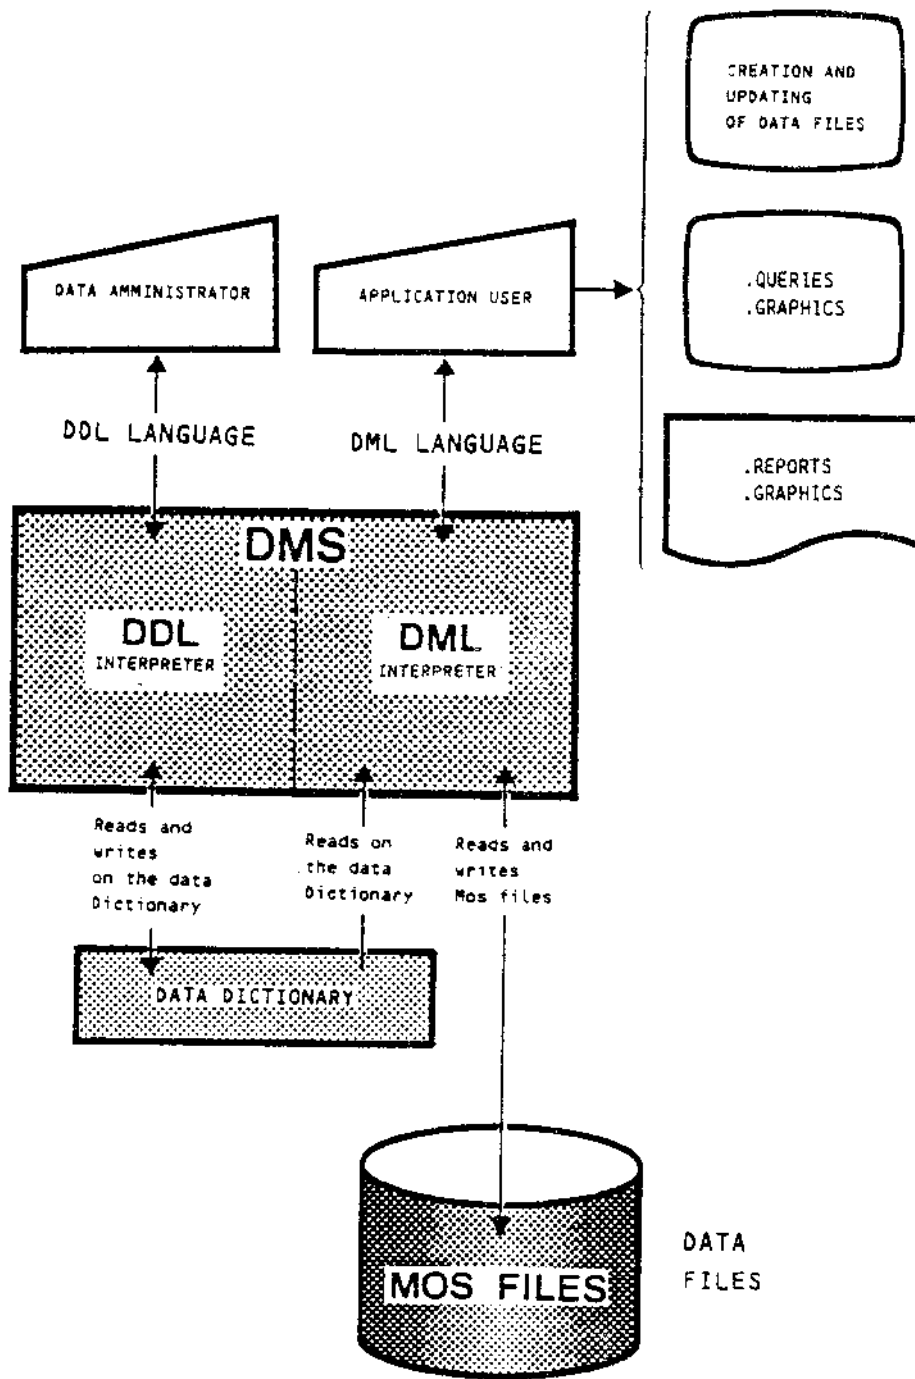 CREATION AND
UPDATING
OF DATA FILES
DATA AMMINISTRATOR
APPLICATION USER
.QUERIES
.GRAPHICS
DDL LANGUAGE
DML LANGUAGE
.REPORTS
.GRAPHICS
DMS
DDL
INTERPRETER
DML
INTERPRETER
Reads and
writes
on the data
Dictionary
Reads on
the data
Dictionary
Reads and
writes
Mos files
DATA DICTIONARY
MOS FILES
DATA
FILES